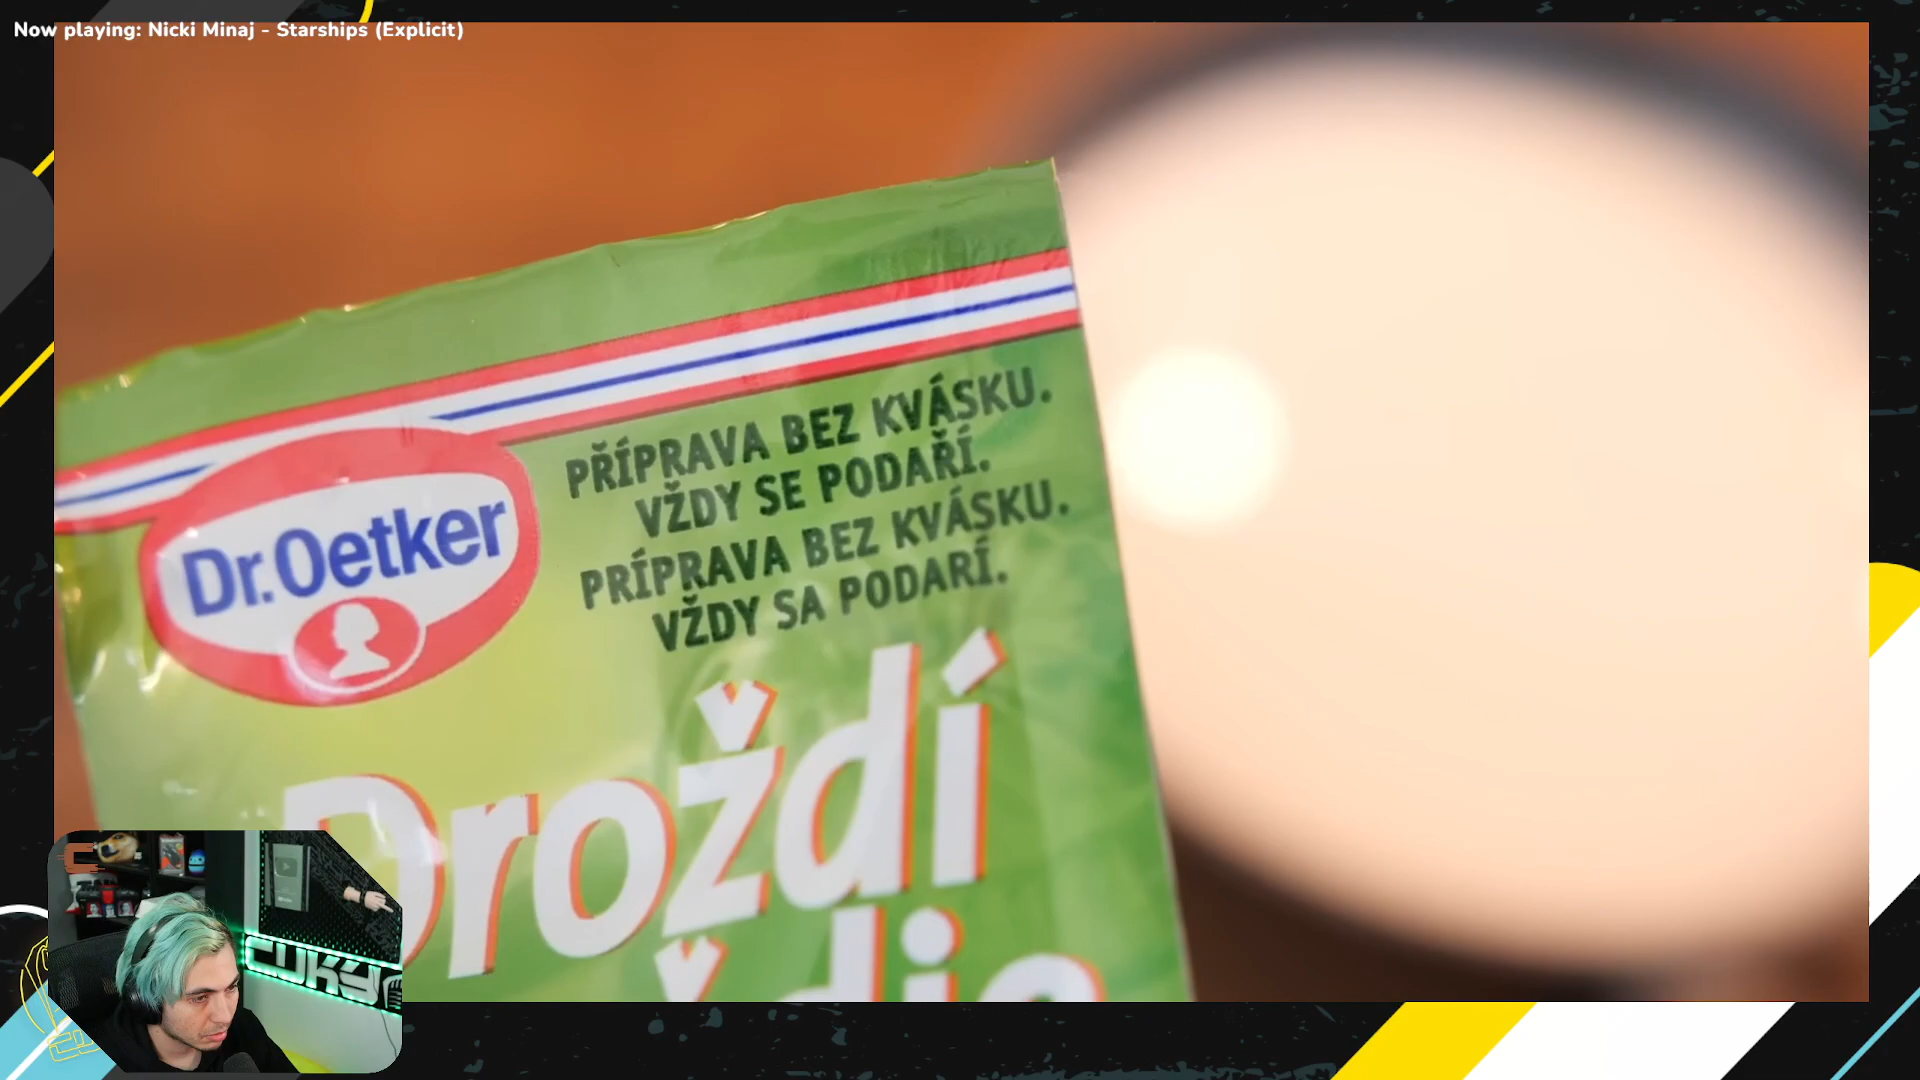 Now playing: Nicki Minaj - Starships (Explicit)
PŘÍPRAVA BEZ KVÁSKU.
VŽDY SE PODAŘÍ.
PRÍPRAVA BEZ KVÁSKU.
VŽDY SA PODARÍ.
Dr.Oetker
Droždí
CUKY